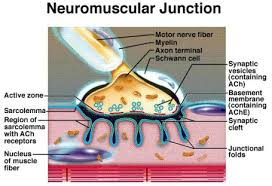 Neuromuscular Junction
Motor nerve fiber
Myelin
Axon terminal
Schwann cell
Synaptic
vesicles
(containing
ACh)
Active zone
Basement
membrane
(containing
AChE)
Sarcolemma
Region of
sarcolemma
with ACh
receptors
Synaptic
cleft
Nucleus
of muscle
fiber
Junctional
folds